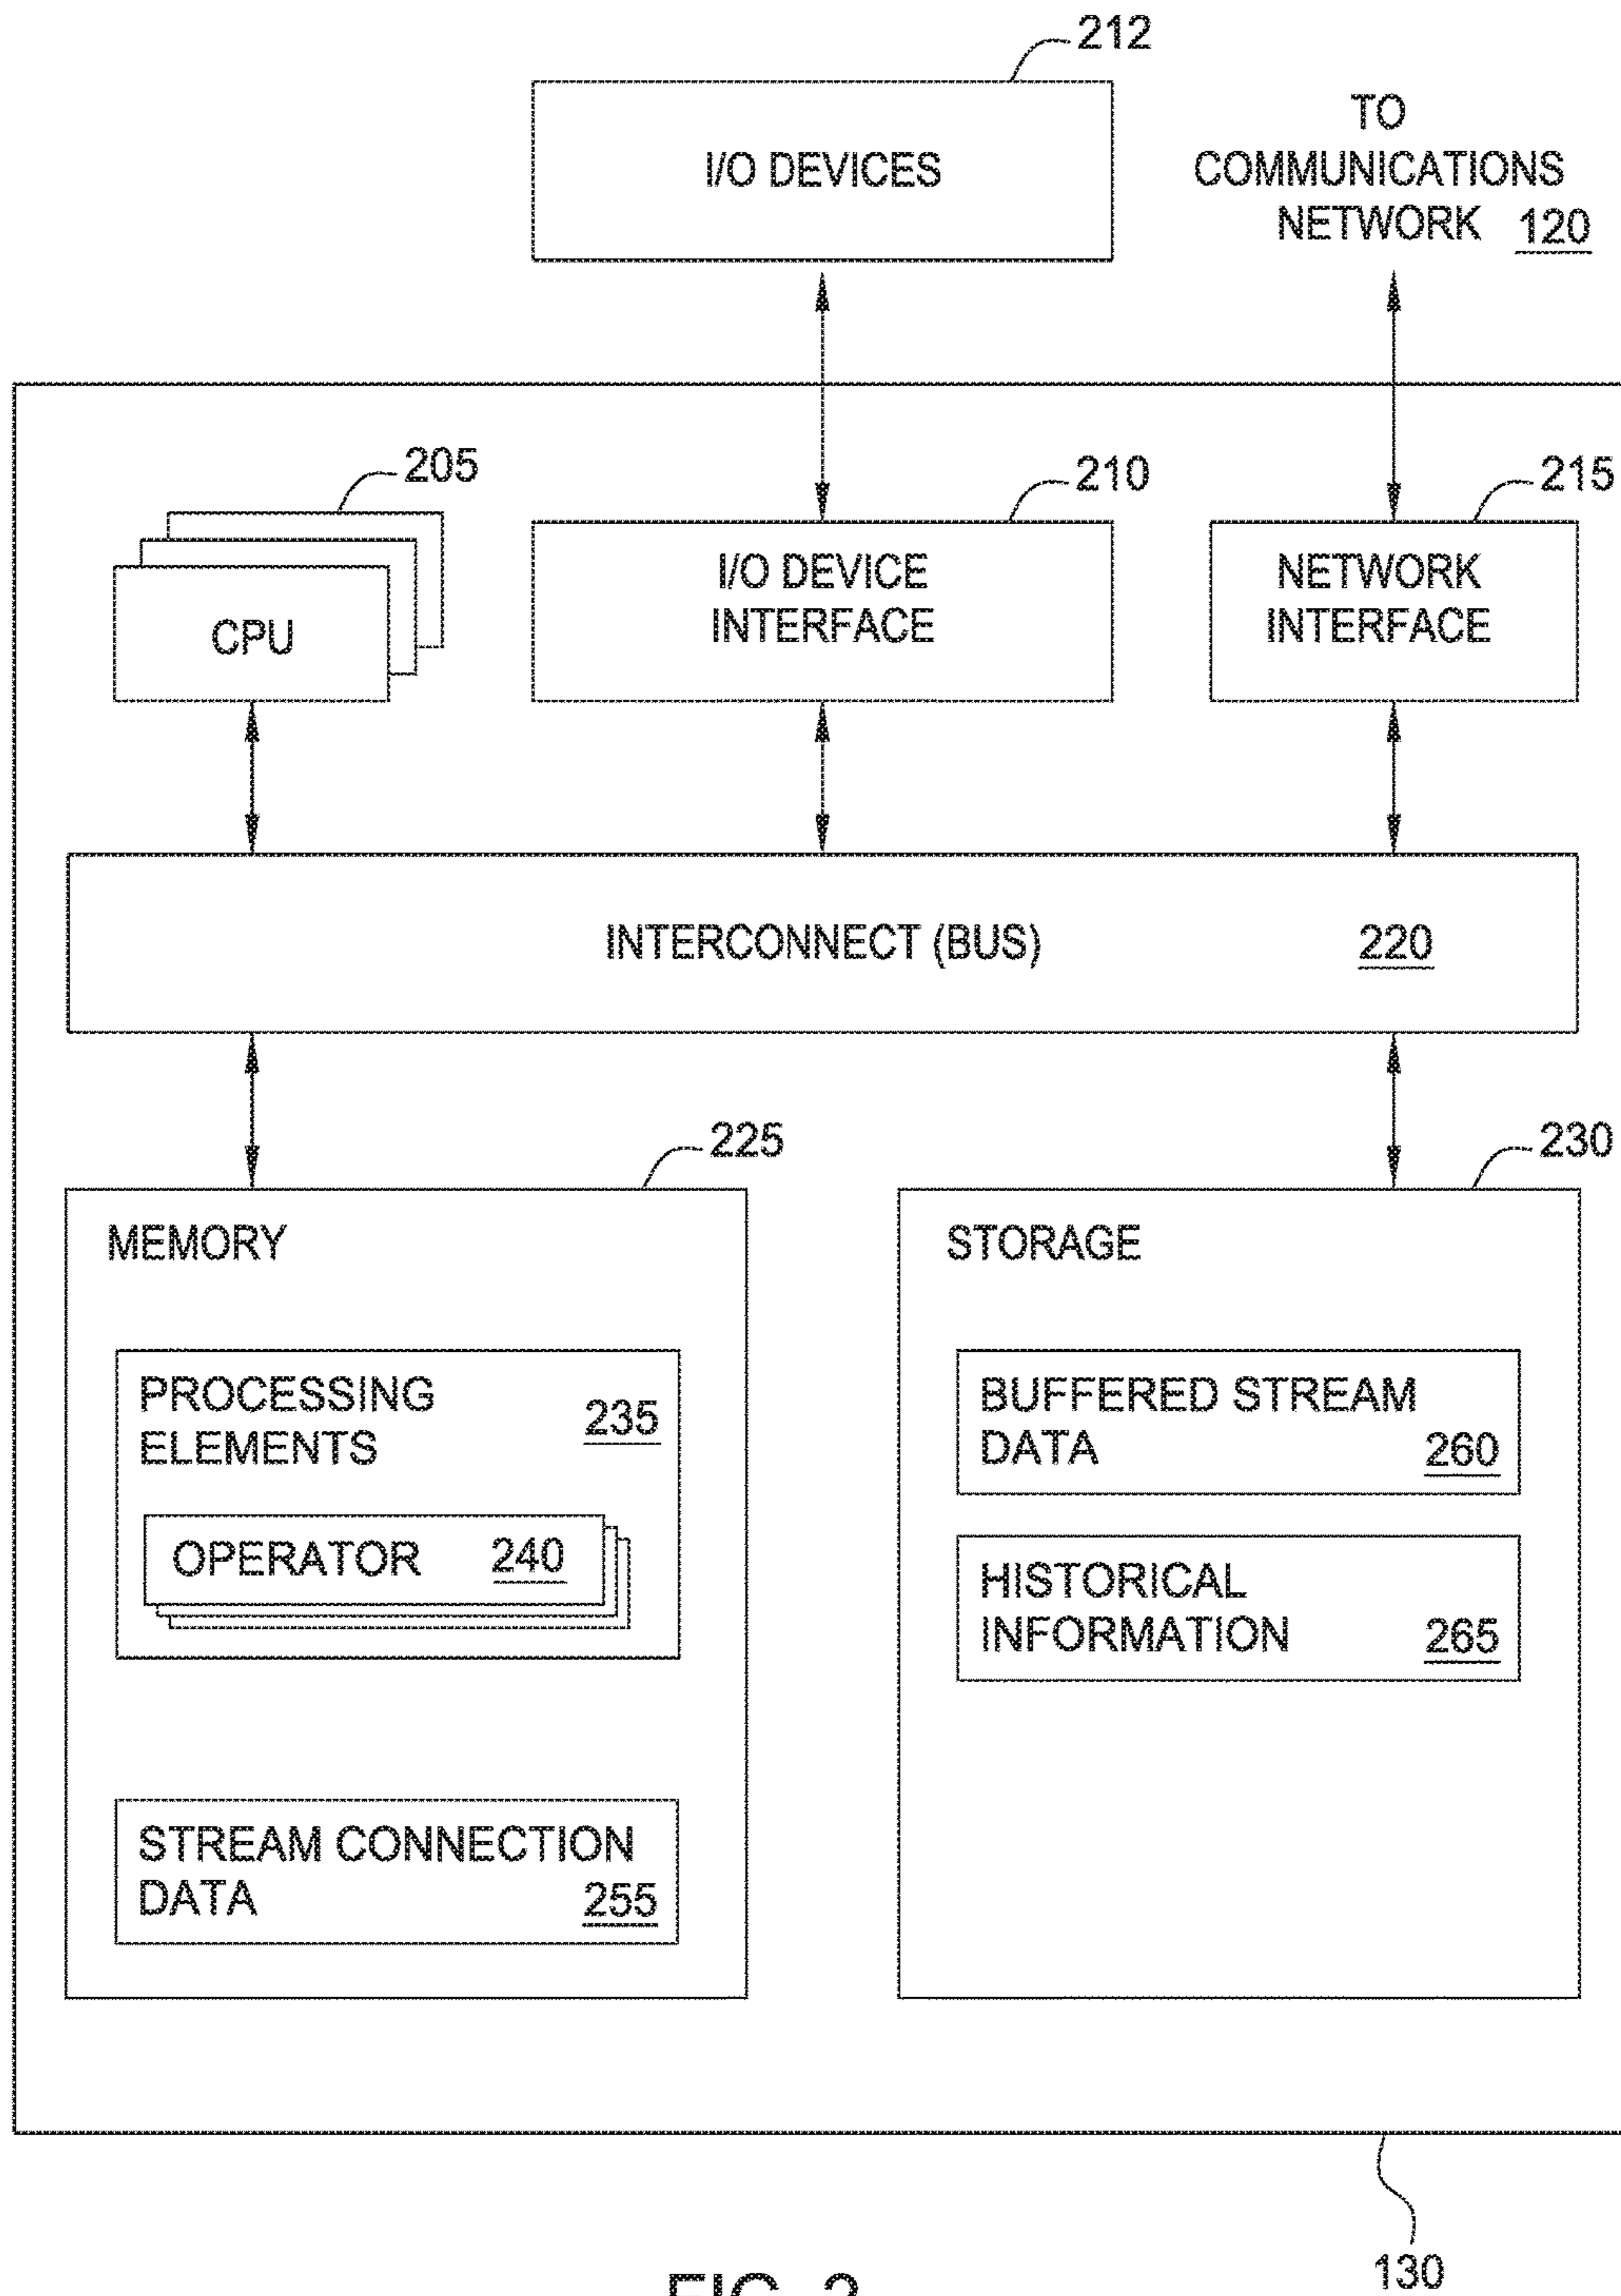 212
I/O DEVICES
TO
COMMUNICATIONS
NETWORK 120
205
210
215
CPU
I/O DEVICE
INTERFACE
NETWORK
INTERFACE
INTERCONNECT (BUS) 220
225
230
MEMORY
PROCESSING
ELEMENTS 235
OPERATOR 240
STREAM CONNECTION
DATA 255
STORAGE
BUFFERED STREAM
DATA 260
HISTORICAL
INFORMATION 265
130
FIG. 2